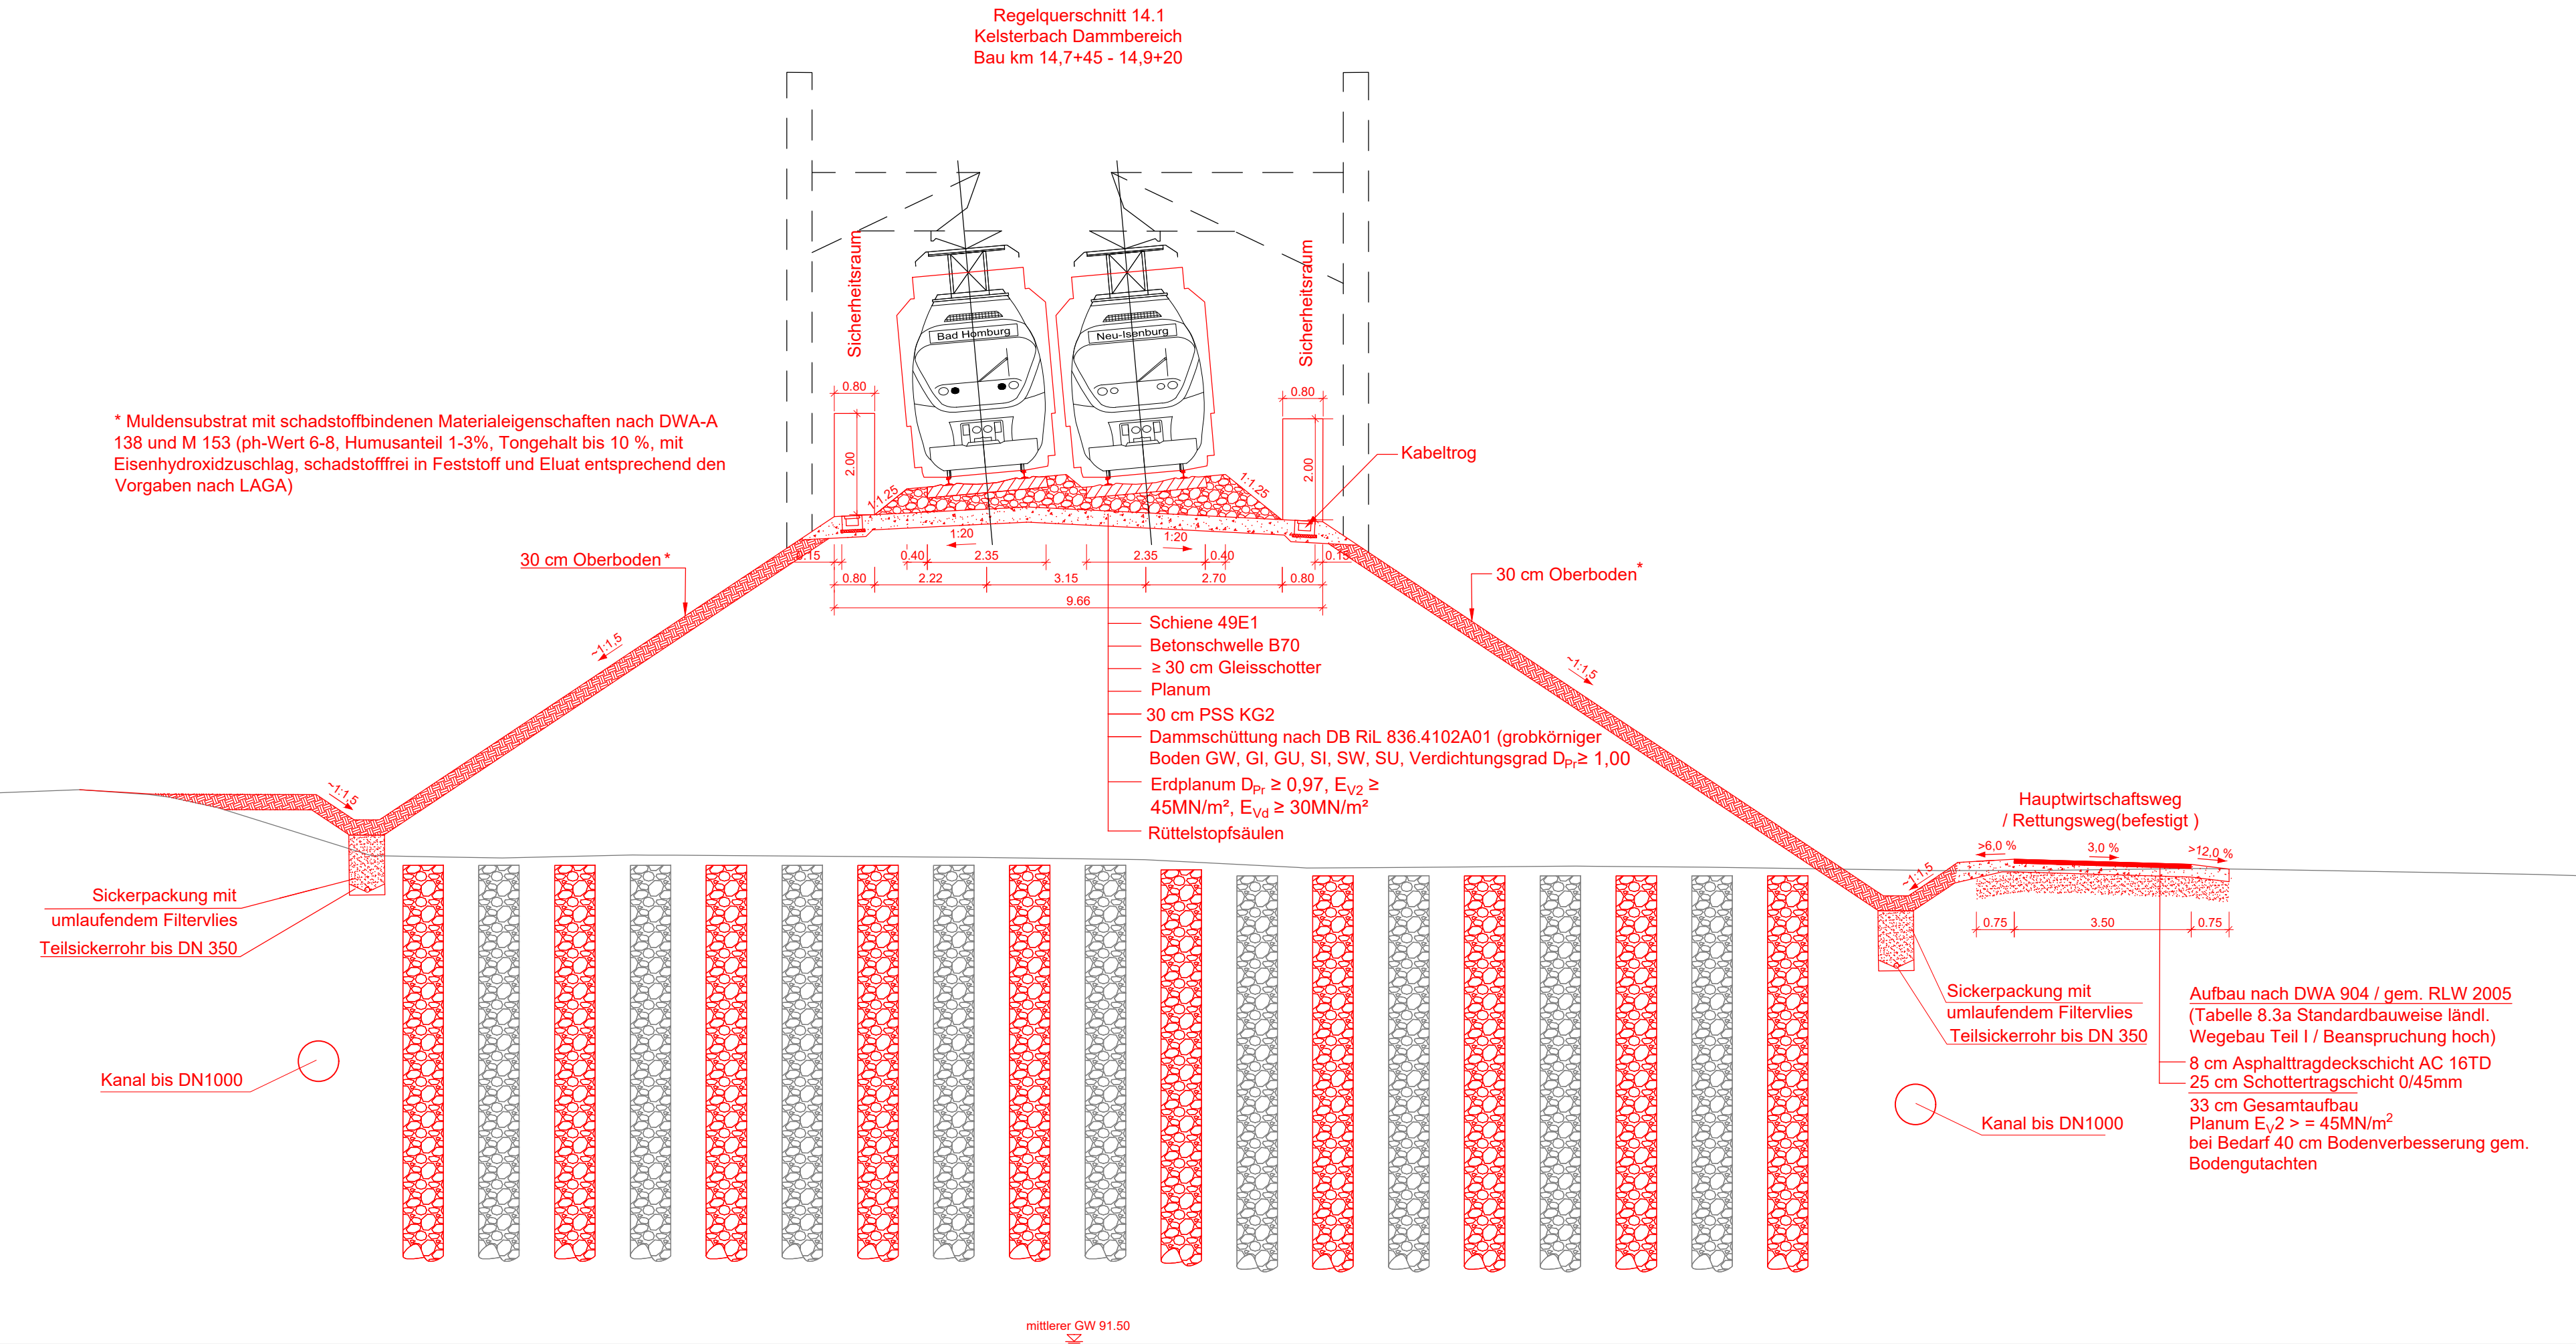 Regelquerschnitt 14.1
Kelsterbach Dammbereich
Bau km 14,7+45 - 14,9+20
Sicherheitsraum
Sicherheitsraum
Bad Homburg
Neu-Isenburg
0.80
0.80
2.00
2.00
* Muldensubstrat mit schadstoffbindenen Materialeigenschaften nach DWA-A
138 und M 153 (ph-Wert 6-8, Humusanteil 1-3%, Tongehalt bis 10 %, mit
Eisenhydroxidzuschlag, schadstofffrei in Feststoff und Eluat entsprechend den
Vorgaben nach LAGA)
Kabeltrog
1:1.25
1:1.25
1:20
1:20
0.15
0.40
2.35
2.35
0.40
0.15
0.80
2.22
3.15
2.70
0.80
9.66
30 cm Oberboden *
30 cm Oberboden*
~1:1,5
~1:1,5
Schiene 49E1
Betonschwelle B70
≥ 30 cm Gleisschotter
Planum
30 cm PSS KG2
Dammschüttung nach DB RiL 836.4102A01 (grobkörniger
Boden GW, GI, GU, SI, SW, SU, Verdichtungsgrad DPr≥ 1,00
Erdplanum DPr ≥ 0,97, EV2 ≥
45MN/m², EVd ≥ 30MN/m²
Rüttelstopfsäulen
~1:1,5
Sickerpackung mit
umlaufendem Filtervlies
Teilsickerrohr bis DN 350
Kanal bis DN1000
Hauptwirtschaftsweg
/ Rettungsweg(befestigt )
>6,0 %
3,0 %
>12,0 %
~1:1,5
0.75
3.50
0.75
Sickerpackung mit
umlaufendem Filtervlies
Teilsickerrohr bis DN 350
Kanal bis DN1000
Aufbau nach DWA 904 / gem. RLW 2005
(Tabelle 8.3a Standardbauweise ländl.
Wegebau Teil I / Beanspruchung hoch)
8 cm Asphalttragdeckschicht AC 16TD
25 cm Schottertragschicht 0/45mm
33 cm Gesamtaufbau
Planum EV2 > = 45MN/m²
bei Bedarf 40 cm Bodenverbesserung gem.
Bodengutachten
mittlerer GW 91.50